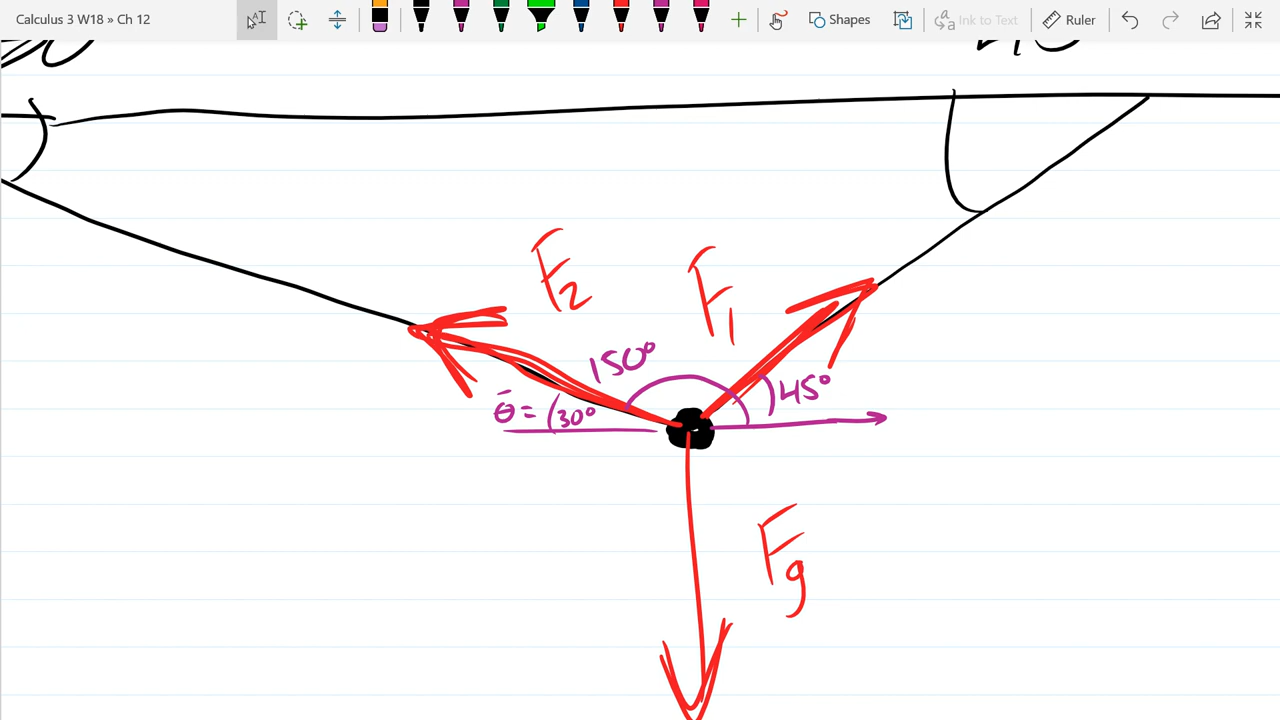 Calculus 3 W18 » Ch 12
Shapes
Ink to Text
Ruler
F2
F1
150°
45°
θ̄ = 30°
Fg